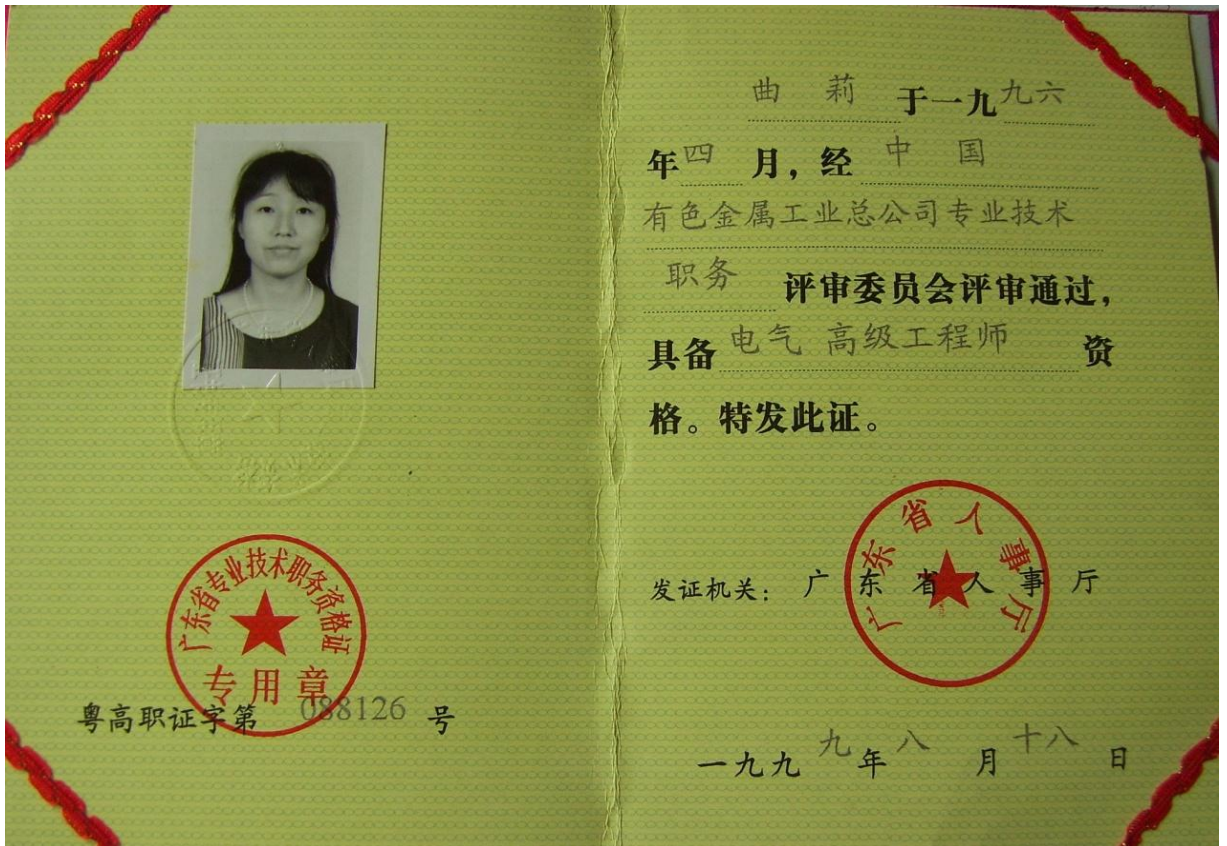 广东省专业技术职务资格证
专用章
粤高职证字第 088126 号
曲 莉 于一九九六
年四月，经 中 国
有色金属工业总公司专业技术
职务 评审委员会评审通过，
具备 电气 高级工程师 资
格。特发此证。
广东省人事厅
发证机关：广东省人事厅
一九九九年八月十八日